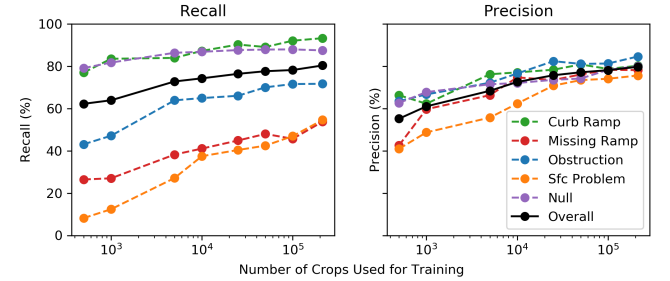 Recall
Precision
100
80
60
40
20
0
Recall (%)
Precision (%)
10³
10⁴
10⁵
10³
10⁴
10⁵
Curb Ramp
Missing Ramp
Obstruction
Sfc Problem
Null
Overall
Number of Crops Used for Training